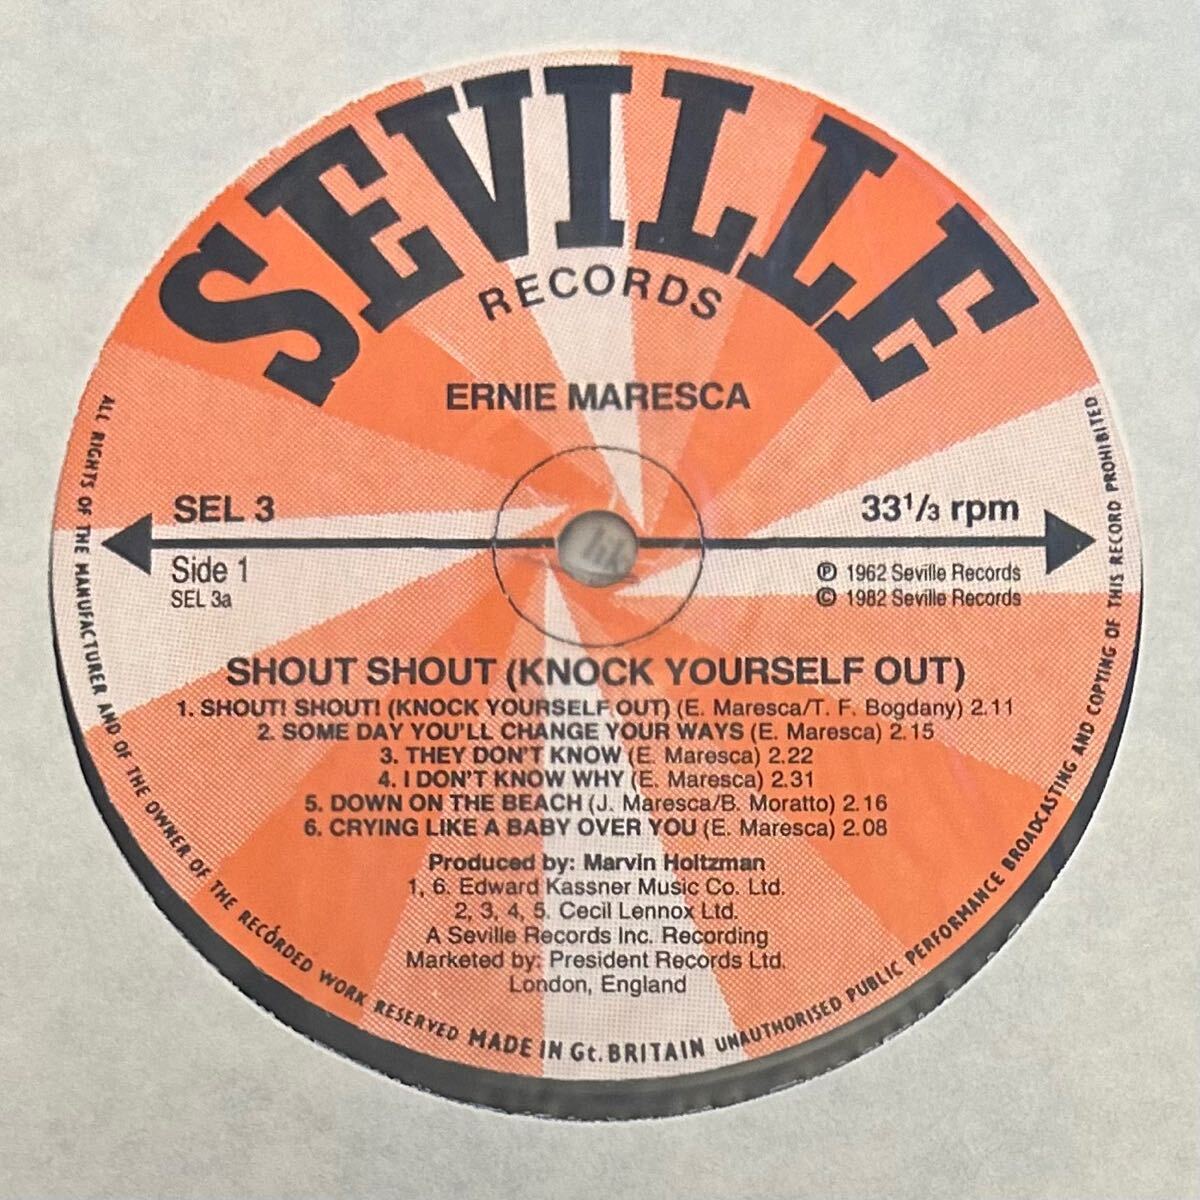 SEVILLE
RECORDS
ERNIE MARESCA
SEL 3
33 1/3 rpm
Side 1
SEL 3a
℗ 1962 Seville Records
© 1982 Seville Records
SHOUT SHOUT (KNOCK YOURSELF OUT)
1. SHOUT! SHOUT! (KNOCK YOURSELF OUT) (E. Maresca/T. F. Bogdany) 2.11
2. SOME DAY YOU'LL CHANGE YOUR WAYS (E. Maresca) 2.15
3. THEY DON'T KNOW (E. Maresca) 2.22
4. I DON'T KNOW WHY (E. Maresca) 2.31
5. DOWN ON THE BEACH (J. Maresca/B. Moratto) 2.16
6. CRYING LIKE A BABY OVER YOU (E. Maresca) 2.08
Produced by: Marvin Holtzman
1, 6. Edward Kassner Music Co. Ltd.
2, 3, 4, 5. Cecil Lennox Ltd.
A Seville Records Inc. Recording
Marketed by: President Records Ltd.
London, England
ALL RIGHTS OF THE MANUFACTURER AND OF THE OWNER OF THE RECORDED WORK RESERVED MADE IN Gt. BRITAIN UNAUTHORISED PUBLIC PERFORMANCE BROADCASTING AND COPYING OF THIS RECORD PROHIBITED